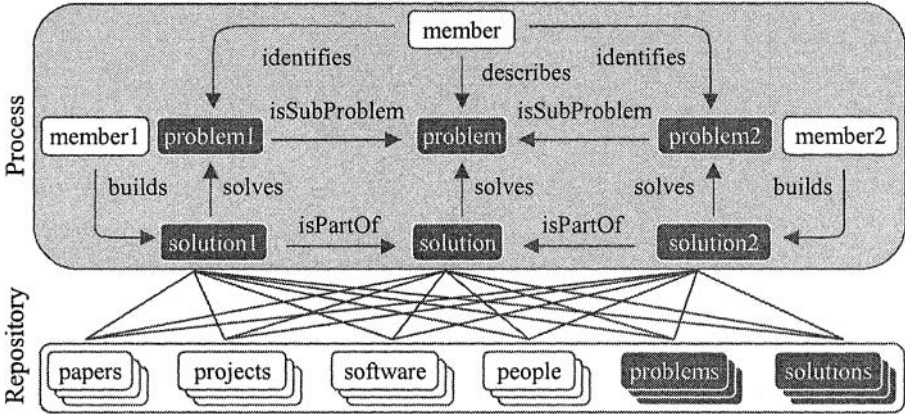 member
identifies
identifies
describes
isSubProblem
isSubProblem
member1
problem1
problem
problem2
member2
builds
solves
solves
solves
builds
isPartOf
isPartOf
solution1
solution
solution2
Process
Repository
papers
projects
software
people
problems
solutions